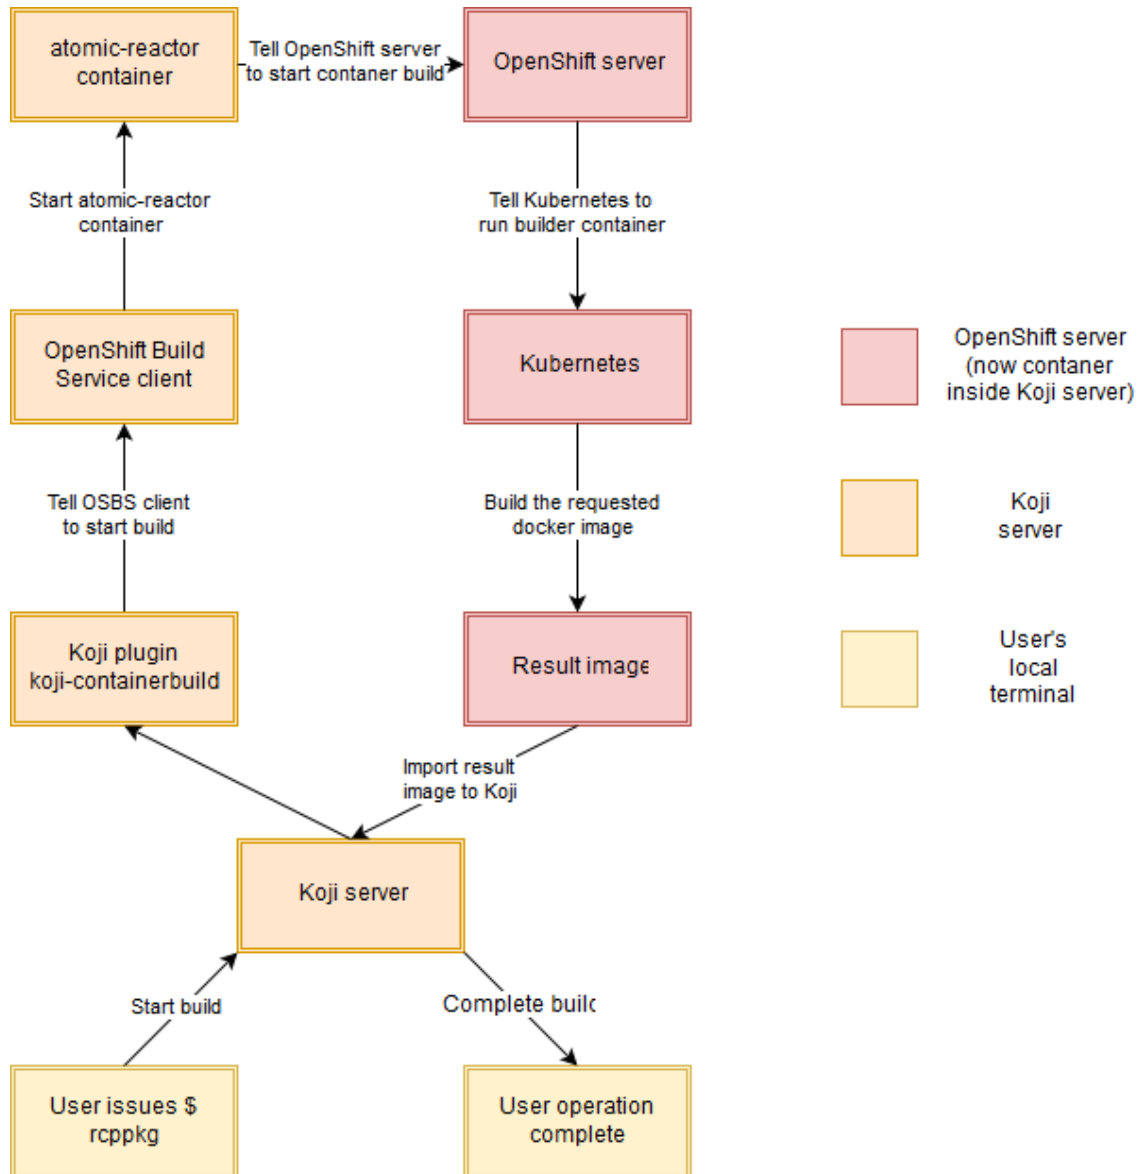 atomic-reactor
container
Tell OpenShift server
to start contaner build
OpenShift server
Start atomic-reactor
container
Tell Kubernetes to
run builder container
OpenShift Build
Service client
Kubernetes
OpenShift server
(now contaner
inside Koji server)
Tell OSBS client
to start build
Build the requested
docker image
Koji
server
Koji plugin
koji-containerbuild
Result image
User's
local
terminal
Import result
image to Koji
Koji server
Start build
Complete build
User issues $
rcppkg
User operation
complete